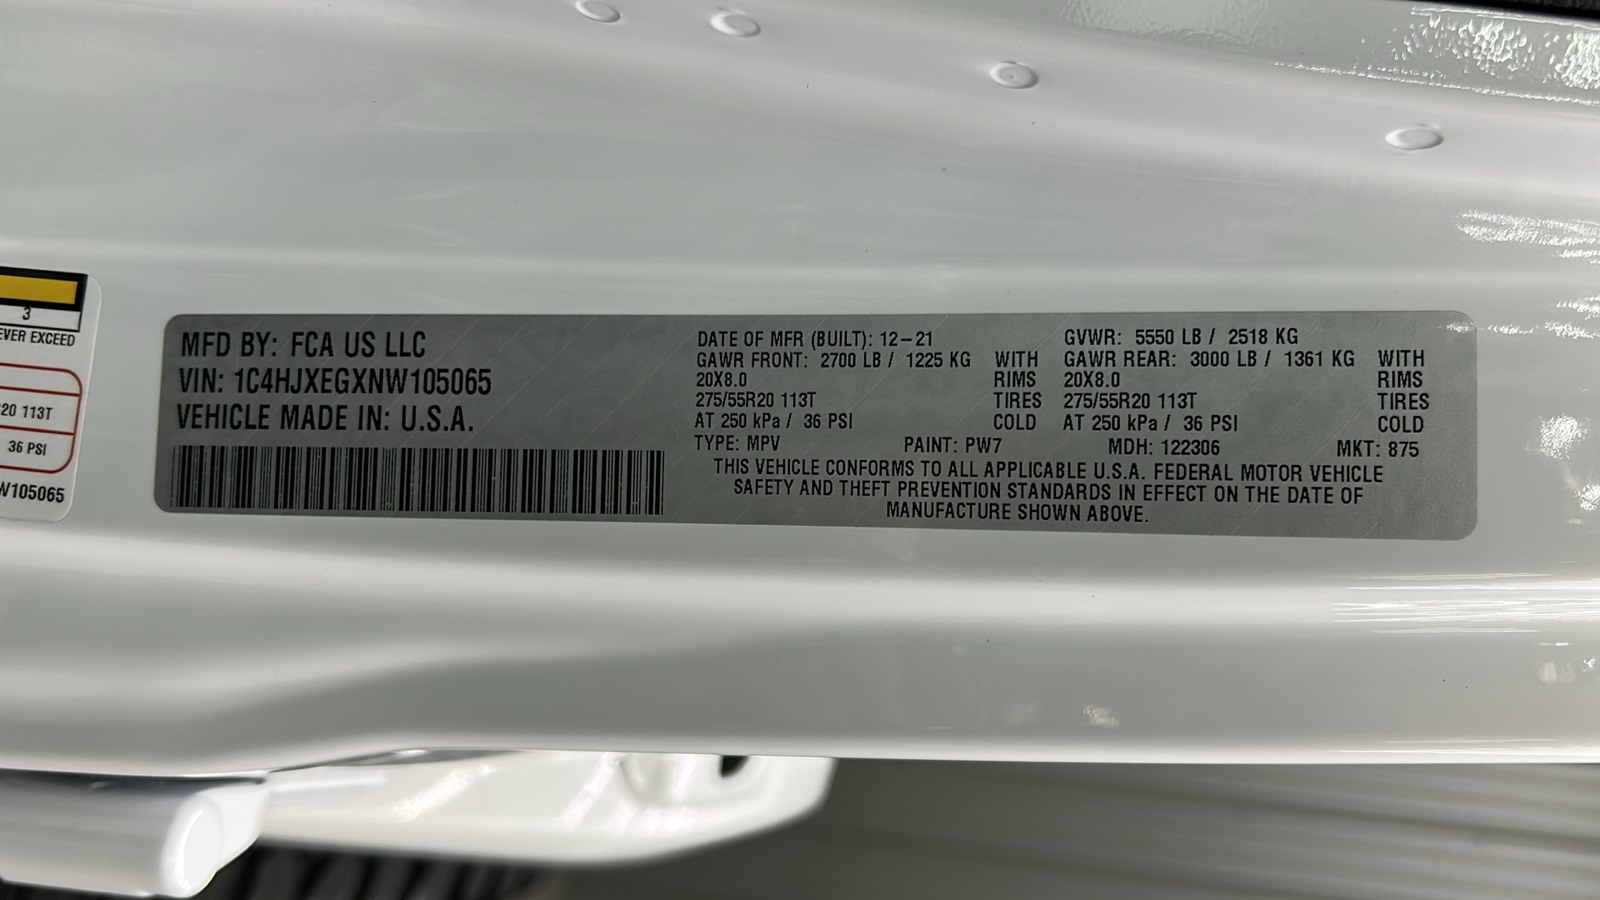 3
EVER EXCEED
20 113T
36 PSI
W105065
MFD BY: FCA US LLC
VIN: 1C4HJXEGXNW105065
VEHICLE MADE IN: U.S.A.
DATE OF MFR (BUILT): 12-21 GVWR: 5550 LB / 2518 KG
GAWR FRONT: 2700 LB / 1225 KG WITH GAWR REAR: 3000 LB / 1361 KG WITH
20X8.0 RIMS 20X8.0 RIMS
275/55R20 113T TIRES 275/55R20 113T TIRES
AT 250 kPa / 36 PSI COLD AT 250 kPa / 36 PSI COLD
TYPE: MPV PAINT: PW7 MDH: 122306 MKT: 875
THIS VEHICLE CONFORMS TO ALL APPLICABLE U.S.A. FEDERAL MOTOR VEHICLE
SAFETY AND THEFT PREVENTION STANDARDS IN EFFECT ON THE DATE OF
MANUFACTURE SHOWN ABOVE.